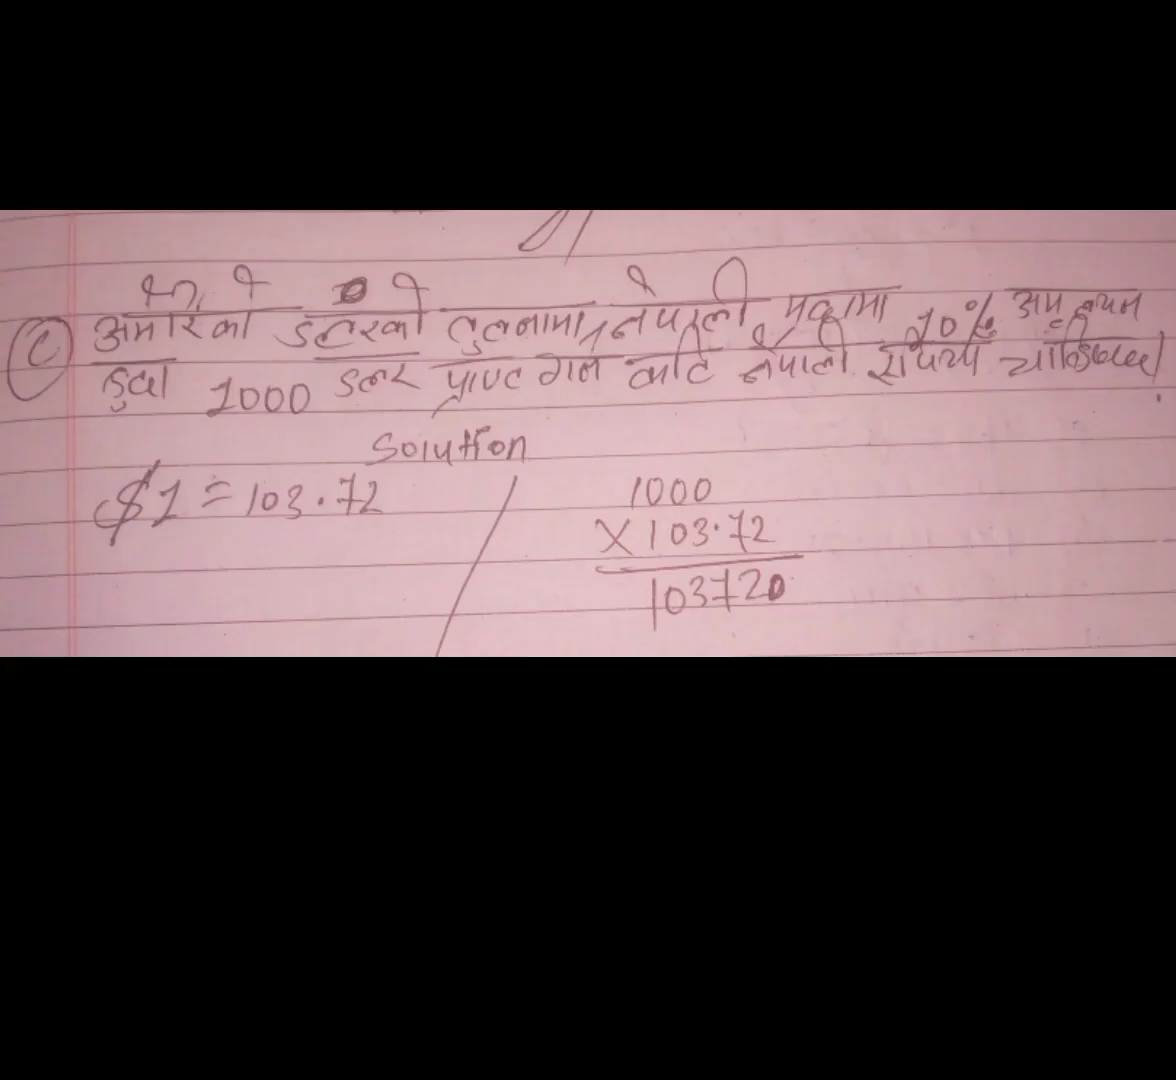 (C) अमेरिकी डलरको तुलनामा नेपाली मुद्रामा 10% अवमूल्यन
हुदा 1000 डलर प्राप्त गर्न कति नेपाली रूपैया चाहिन्छ।
Solution
$1 = 103.72
1000
× 103.72
103720